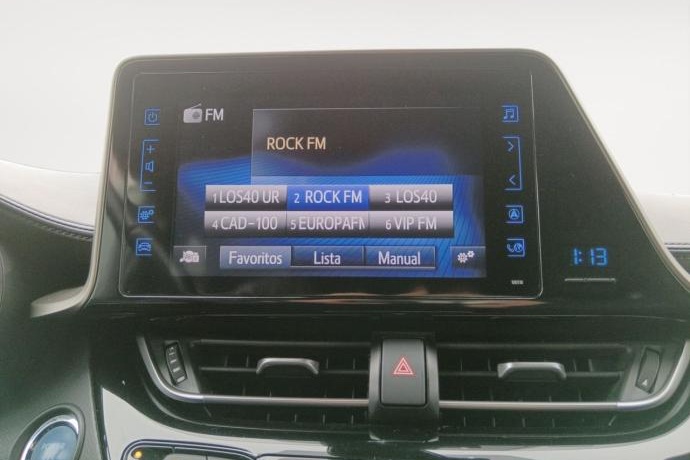 FM
ROCK FM
1 LOS40 UR 2 ROCK FM 3 LOS40
4 CAD-100 5 EUROPAFM 6 VIP FM
Favoritos Lista Manual
1:13